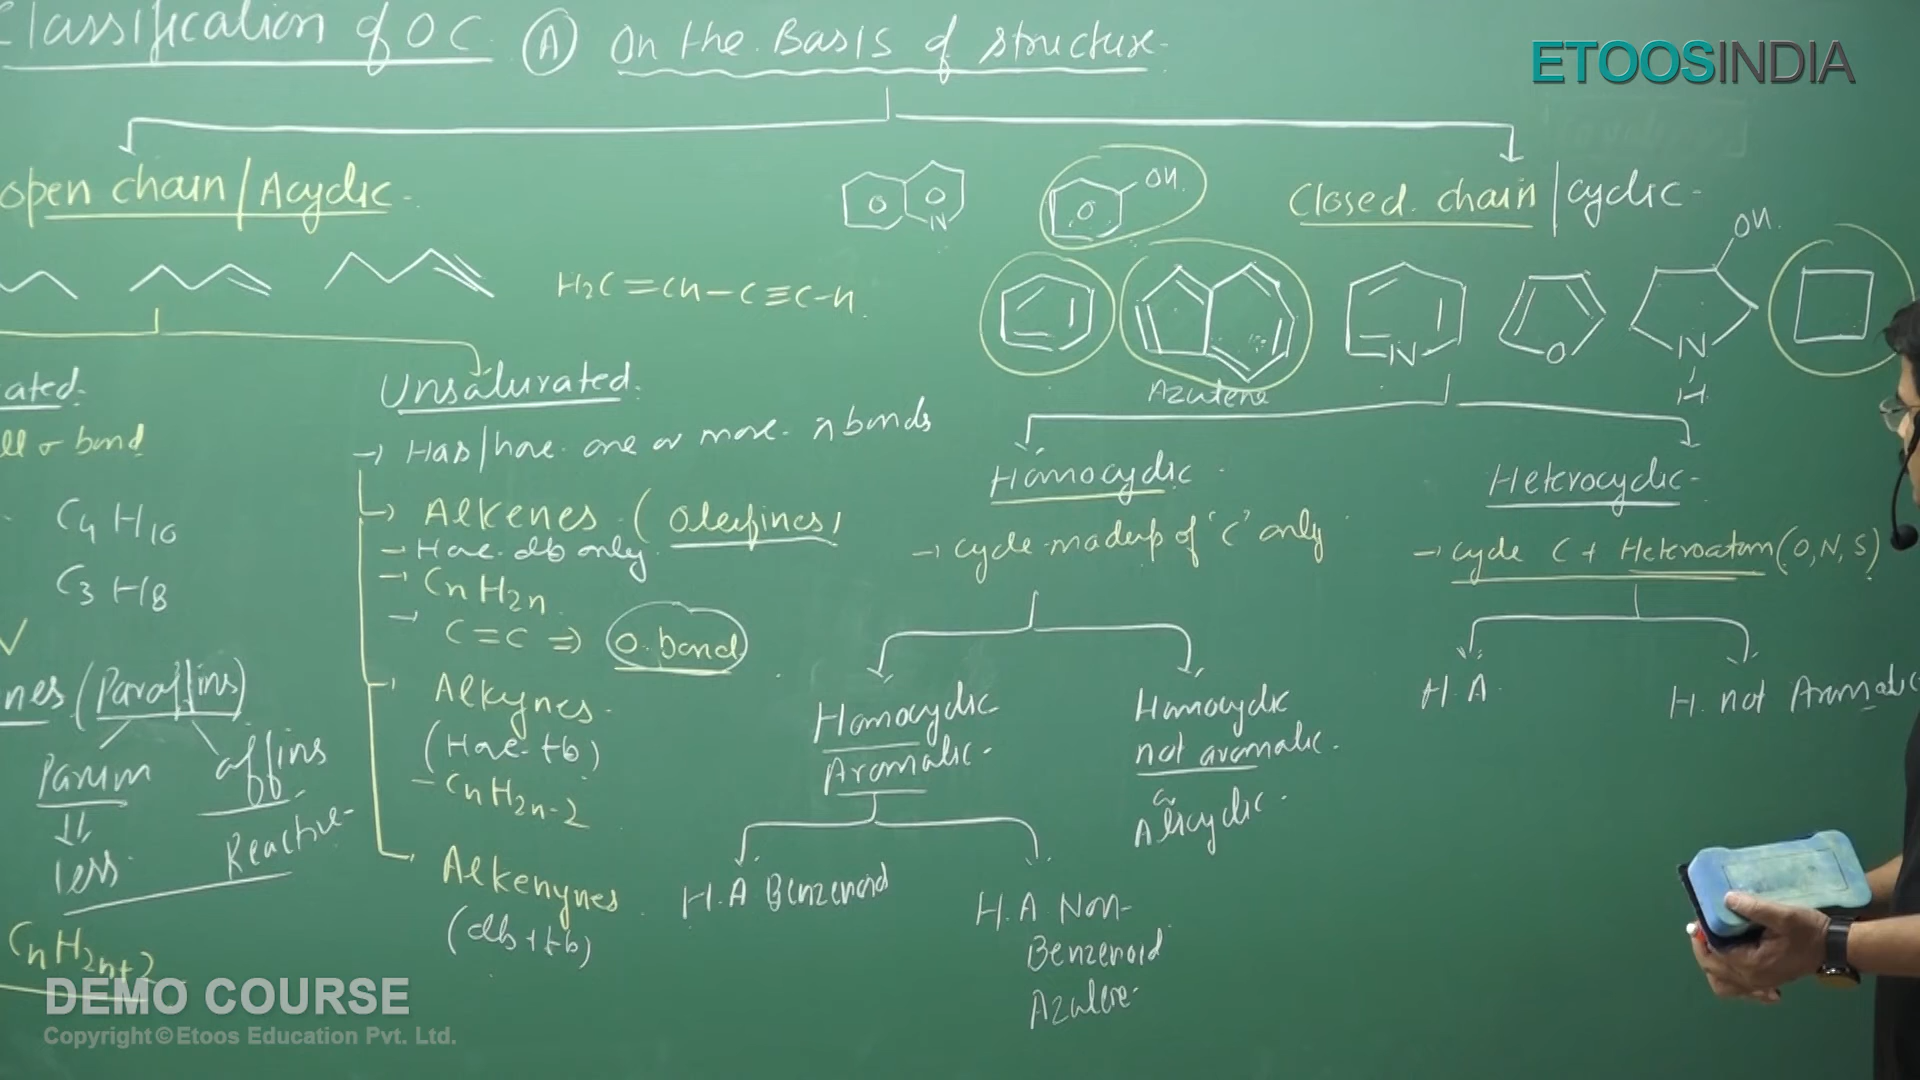 Classification of OC (A) On the Basis of structure-
ETOOSINDIA
open chain/Acyclic-
OH
N
OH.
Closed chain/cyclic-
H2C=CH-C≡C-H
Azulene
N
O
N
H
ated.
ll σ bond
C4H10
C3H8
nes (Paraffins)
Parum affins
less Reactive-
CnH2n+2
Unsaturated.
→ Has/have one or more π bonds
→ Alkenes (olefines)
- Have db only
- CnH2n
- C=C ⇒ o. bond
Alkynes-
(Have tb)
- CnH2n-2
Alkenynes
(db+tb)
Homocyclic
→ cycle madeup of 'C' only
Homocyclic
Aromatic-
Homocyclic
not aromatic.
Alicyclic-
H.A Benzenoid
H.A Non-
Benzenoid
Azulene-
Heterocyclic-
→ cycle C + Heteroatom (O,N,S)
H.A.
H. not Aromatic
DEMO COURSE
Copyright © Etoos Education Pvt. Ltd.